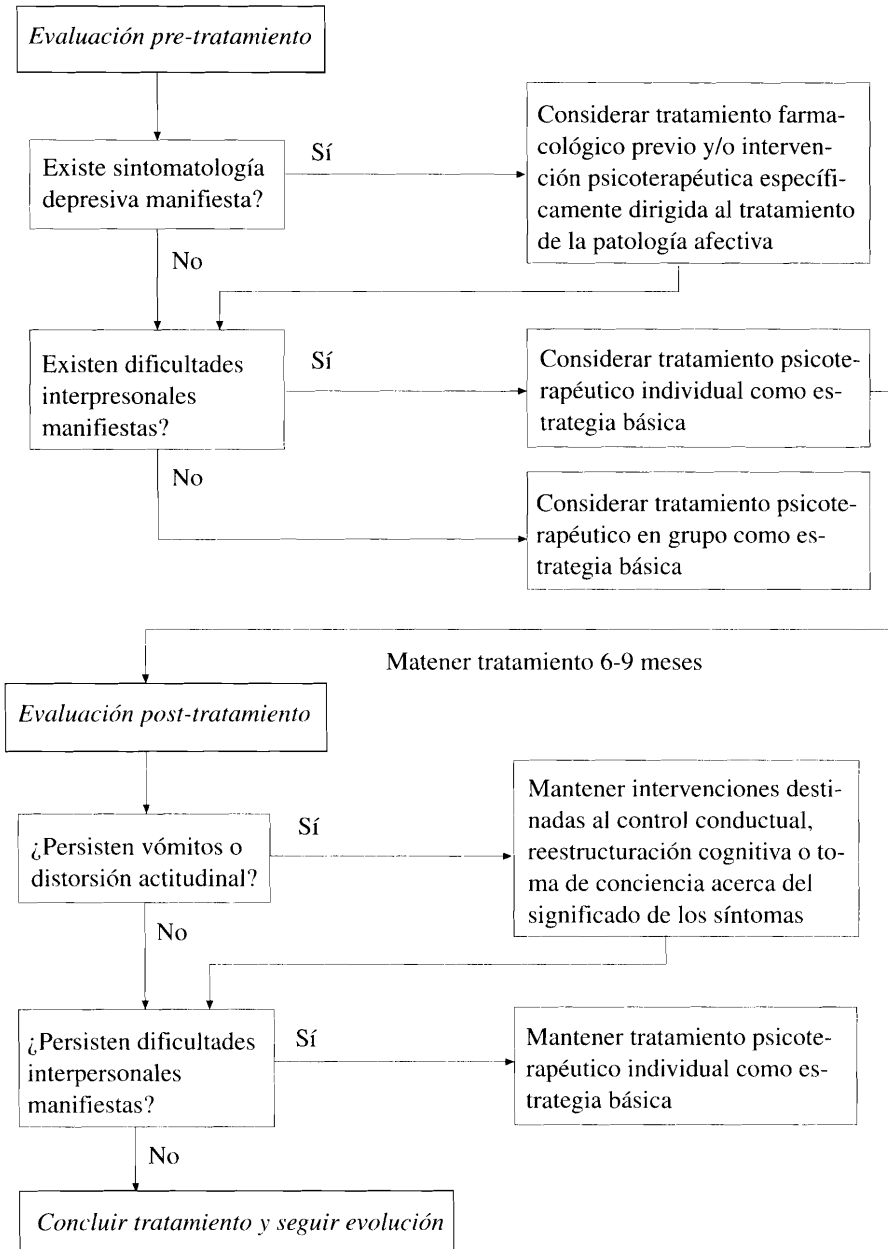 Evaluación pre-tratamiento
Existe sintomatología
depresiva manifiesta?
Sí
Considerar tratamiento farma-
cológico previo y/o interven-
ción psicoterapéutica específi-
camente dirigida al tratamiento
de la patología afectiva
No
Existen dificultades
interpresonales
manifiestas?
Sí
Considerar tratamiento psicote-
rapéutico individual como es-
trategia básica
No
Considerar tratamiento psicote-
rapéutico en grupo como es-
trategia básica
Matener tratamiento 6-9 meses
Evaluación post-tratamiento
¿Persisten vómitos o
distorsión actitudinal?
Sí
Mantener intervenciones desti-
nadas al control conductual,
reestructuración cognitiva o to-
ma de conciencia acerca del
significado de los síntomas
No
¿Persisten dificultades
interpersonales
manifiestas?
Sí
Mantener tratamiento psicote-
rapéutico individual como es-
trategia básica
No
Concluir tratamiento y seguir evolución